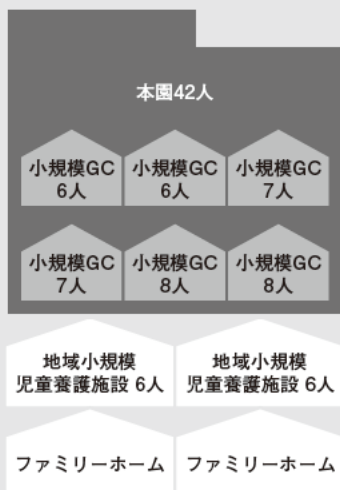 本園42人
小規模GC 小規模GC 小規模GC
6人 6人 7人
小規模GC 小規模GC 小規模GC
7人 8人 8人
地域小規模 地域小規模
児童養護施設 6人 児童養護施設 6人
ファミリーホーム ファミリーホーム